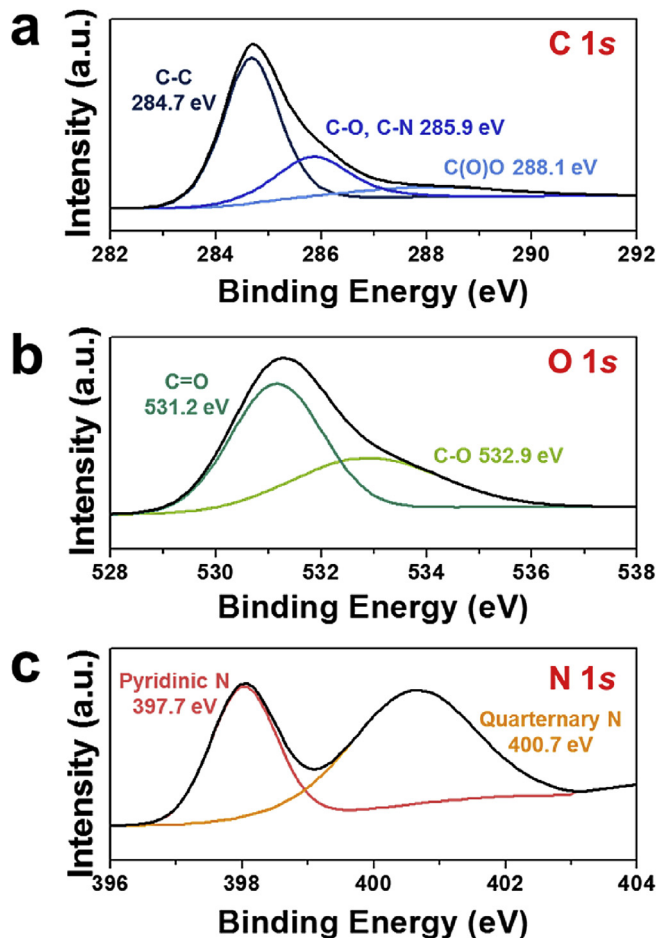 a
C 1s
C-C
284.7 eV
C-O, C-N 285.9 eV
C(O)O 288.1 eV
Intensity (a.u.)
282 284 286 288 290 292
Binding Energy (eV)
b
O 1s
C=O
531.2 eV
C-O 532.9 eV
Intensity (a.u.)
528 530 532 534 536 538
Binding Energy (eV)
c
N 1s
Pyridinic N
397.7 eV
Quarternary N
400.7 eV
Intensity (a.u.)
396 398 400 402 404
Binding Energy (eV)